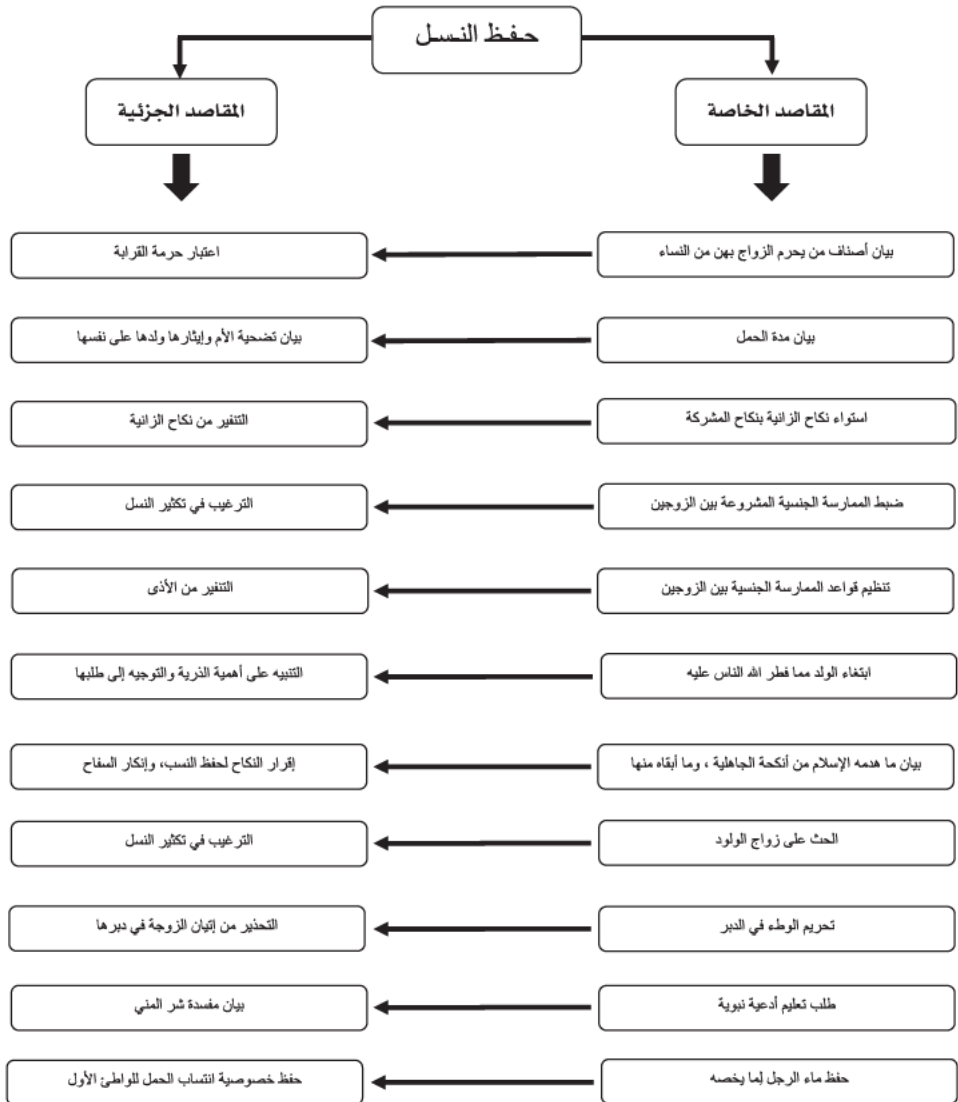 حفظ النسل
المقاصد الخاصة
المقاصد الجزئية
بيان أصناف من يحرم الزواج بهن من النساء
اعتبار حرمة القرابة
بيان مدة الحمل
بيان تضحية الأم وإيثارها ولدها على نفسها
استواء نكاح الزانية بنكاح المشركة
التنفير من نكاح الزانية
ضبط الممارسة الجنسية المشروعة بين الزوجين
الترغيب في تكثير النسل
تنظيم قواعد الممارسة الجنسية بين الزوجين
التنفير من الأذى
ابتغاء الولد مما فطر الله الناس عليه
التنبيه على أهمية الذرية والتوجيه إلى طلبها
بيان ما هدمه الإسلام من أنكحة الجاهلية ، وما أبقاه منها
إقرار النكاح لحفظ النسب، وإنكار السفاح
الحث على زواج الولود
الترغيب في تكثير النسل
تحريم الوطء في الدبر
التحذير من إتيان الزوجة في دبرها
طلب تعليم أدعية نبوية
بيان مفسدة شر المني
حفظ ماء الرجل لِما يخصه
حفظ خصوصية انتساب الحمل للواطئ الأول